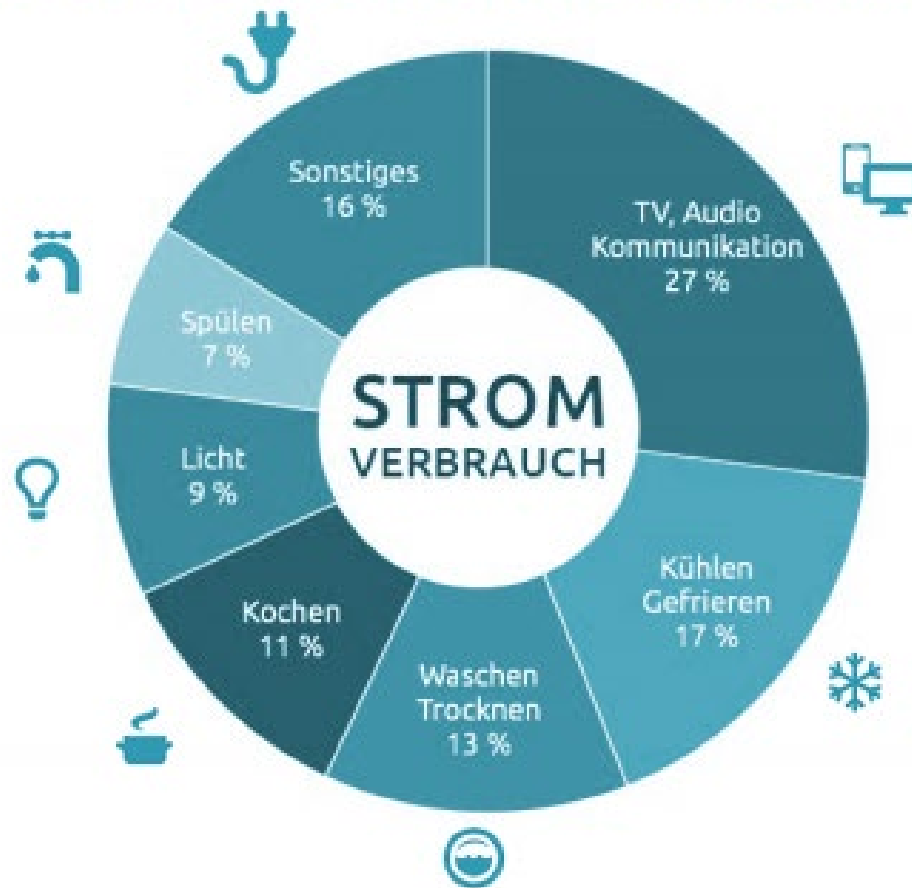 STROM
VERBRAUCH
TV, Audio
Kommunikation
27 %
Kühlen
Gefrieren
17 %
Waschen
Trocknen
13 %
Kochen
11 %
Licht
9 %
Spülen
7 %
Sonstiges
16 %